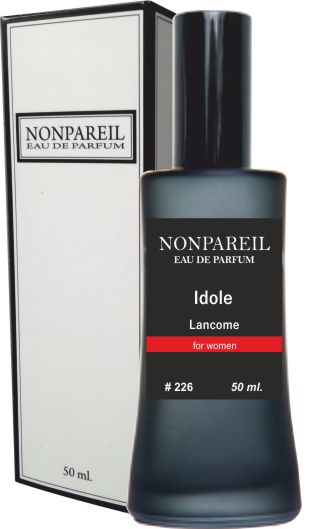 NONPAREIL
EAU DE PARFUM
50 ml.
NONPAREIL
EAU DE PARFUM
Idole
Lancome
for women
# 226 50 ml.